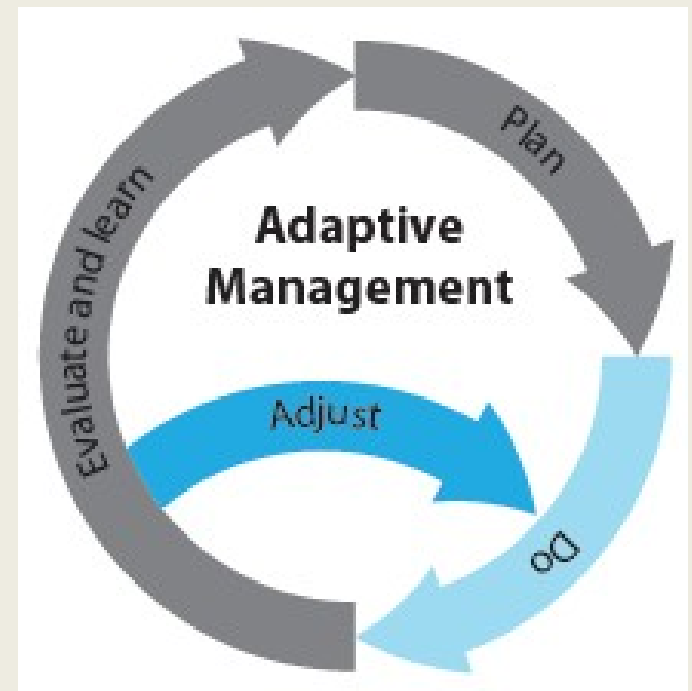 Plan
Adaptive
Management
Evaluate and learn
Adjust
Do